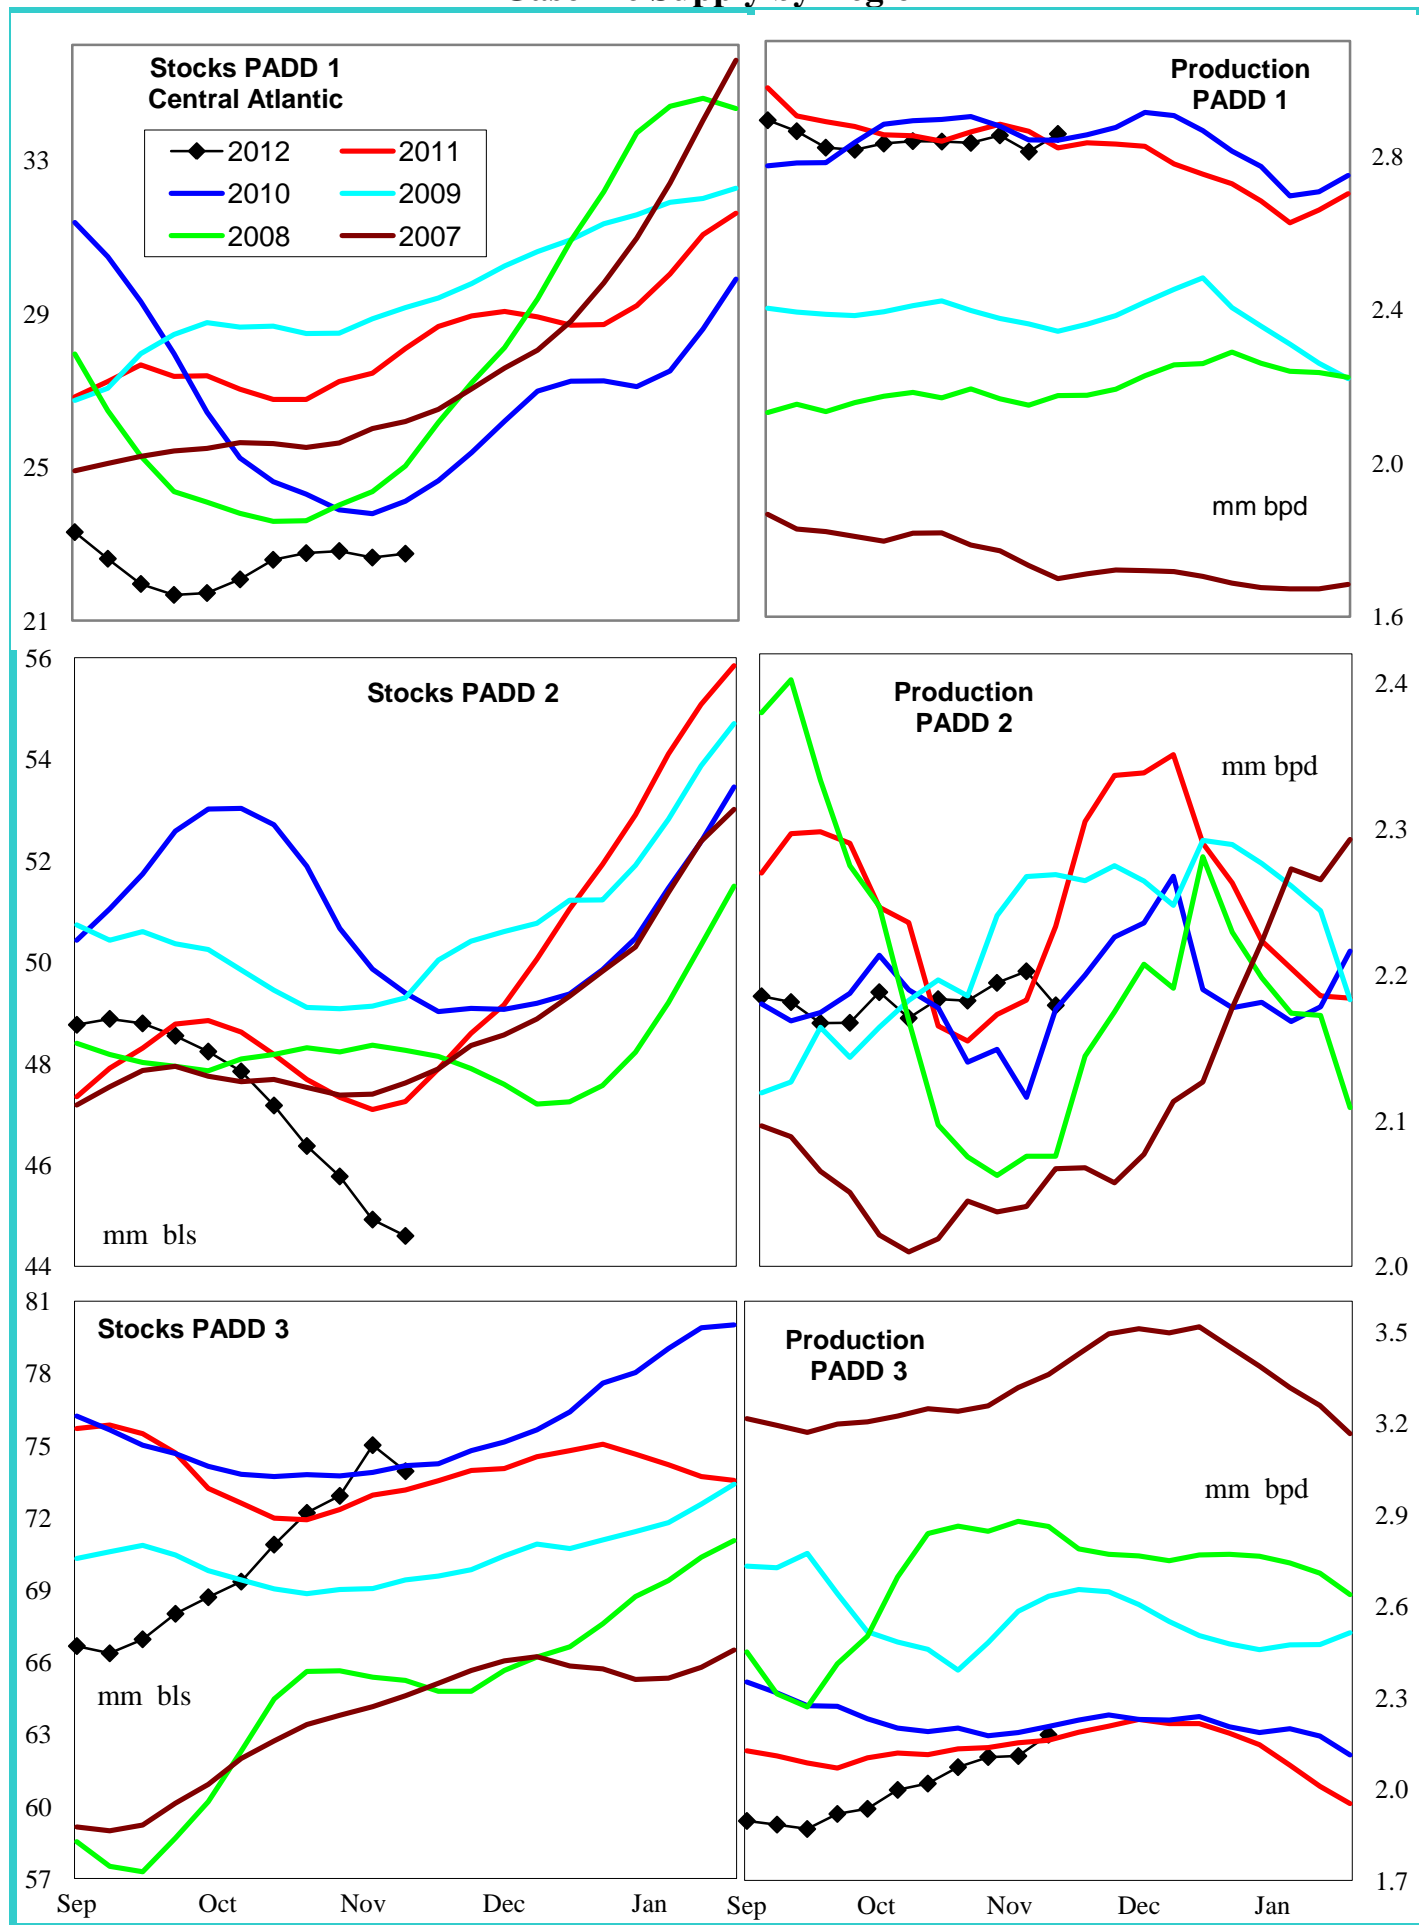 Stocks PADD 1
Central Atlantic
2012
2011
2010
2009
2008
2007
33
29
25
21
Production
PADD 1
mm bpd
2.8
2.4
2.0
1.6
Stocks PADD 2
mm bls
56
54
52
50
48
46
44
Production
PADD 2
mm bpd
2.4
2.3
2.2
2.1
2.0
Stocks PADD 3
mm bls
81
78
75
72
69
66
63
60
57
Sep Oct Nov Dec Jan
Production
PADD 3
mm bpd
3.5
3.2
2.9
2.6
2.3
2.0
1.7
Sep Oct Nov Dec Jan